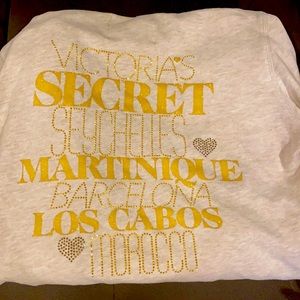 VICTORIA'S
SECRET
SEYCHELLES
MARTINIQUE
BARCELONA
LOS CABOS
MOROCCO